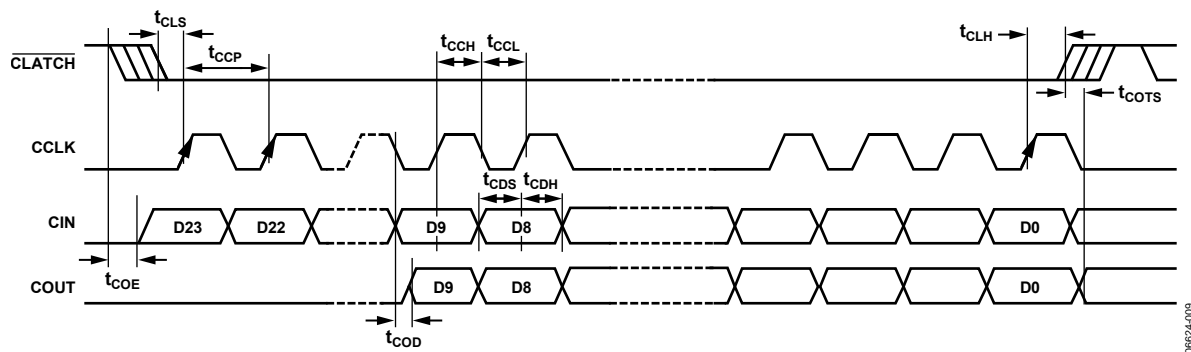 tCLS
tCCP
tCCH
tCCL
tCLH
CLATCH
tCOTS
CCLK
tCDS
tCDH
CIN
D23
D22
D9
D8
D0
tCOE
COUT
D9
D8
D0
tCOD
06624-009